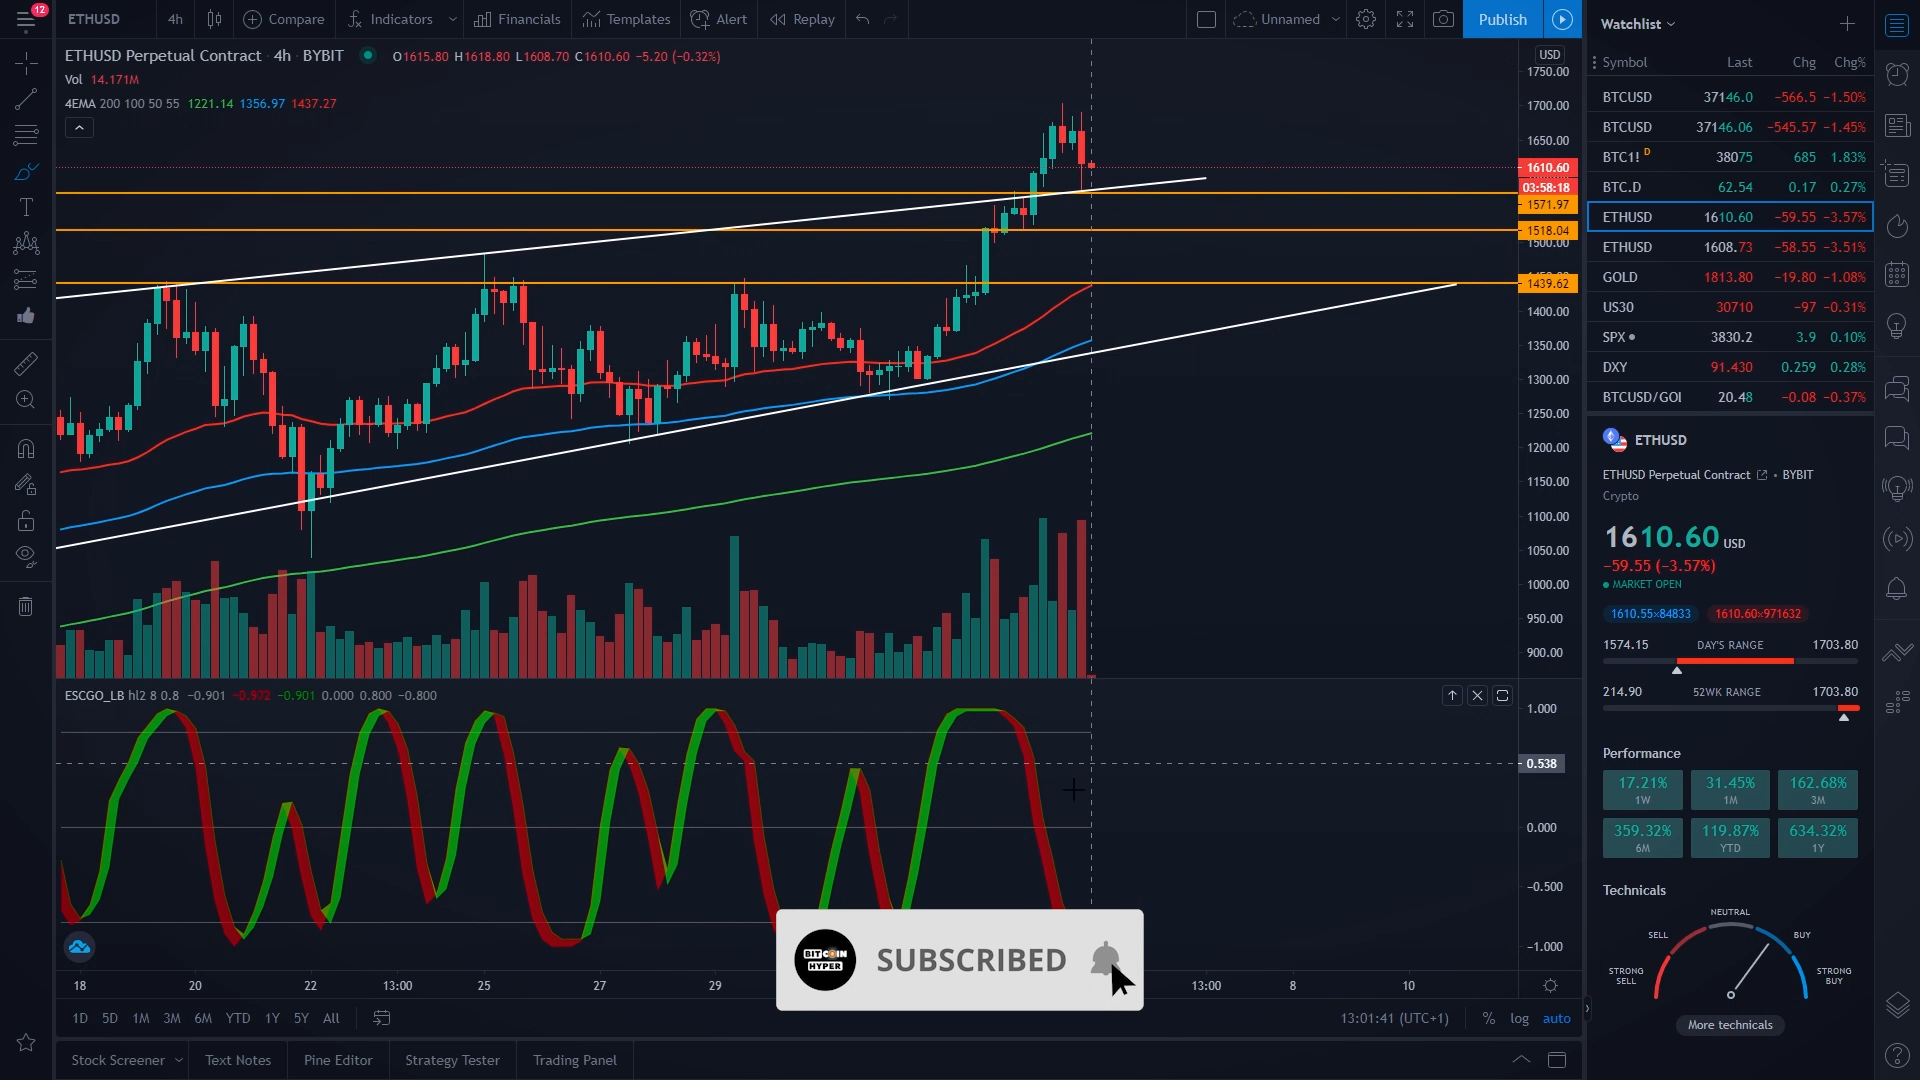 12
ETHUSD 4h Compare Indicators Financials Templates Alert Replay Unnamed Publish
ETHUSD Perpetual Contract · 4h · BYBIT O1615.80 H1618.80 L1608.70 C1610.60 −5.20 (−0.32%)
Vol 14.171M
4EMA 200 100 50 55 1221.14 1356.97 1437.27
USD
1750.00
1700.00
1650.00
1610.60
03:58:18
1571.97
1518.04
1500.00
1439.62
1400.00
1350.00
1300.00
1250.00
1200.00
1150.00
1100.00
1050.00
1000.00
950.00
900.00
ESCGO_LB hl2 8 0.8 −0.901 −0.972 −0.901 0.000 0.800 −0.800
1.000
0.538
0.000
−0.500
−1.000
18 20 22 13:00 25 27 29 13:00 8 10
BITCOIN
HYPER
SUBSCRIBED
1D 5D 1M 3M 6M YTD 1Y 5Y All 13:01:41 (UTC+1) % log auto
Stock Screener Text Notes Pine Editor Strategy Tester Trading Panel
Watchlist
Symbol Last Chg Chg%
BTCUSD 37146.0 −566.5 −1.50%
BTCUSD 37146.06 −545.57 −1.45%
BTC1! D 38075 685 1.83%
BTC.D 62.54 0.17 0.27%
ETHUSD 1610.60 −59.55 −3.57%
ETHUSD 1608.73 −58.55 −3.51%
GOLD 1813.80 −19.80 −1.08%
US30 30710 −97 −0.31%
SPX 3830.2 3.9 0.10%
DXY 91.430 0.259 0.28%
BTCUSD/GOI 20.48 −0.08 −0.37%
ETHUSD
ETHUSD Perpetual Contract • BYBIT
Crypto
1610.60 USD
−59.55 (−3.57%)
MARKET OPEN
1610.55×84833 1610.60×971632
1574.15 DAY'S RANGE 1703.80
214.90 52WK RANGE 1703.80
Performance
17.21% 31.45% 162.68%
1W 1M 3M
359.32% 119.87% 634.32%
6M YTD 1Y
Technicals
NEUTRAL
SELL BUY
STRONG SELL STRONG BUY
More technicals